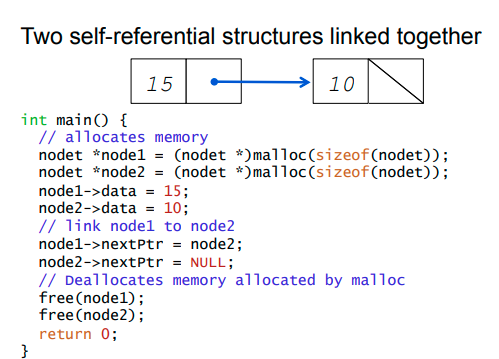 Two self-referential structures linked together
15 10
int main() {
// allocates memory
nodet *node1 = (nodet *)malloc(sizeof(nodet));
nodet *node2 = (nodet *)malloc(sizeof(nodet));
node1->data = 15;
node2->data = 10;
// link node1 to node2
node1->nextPtr = node2;
node2->nextPtr = NULL;
// Deallocates memory allocated by malloc
free(node1);
free(node2);
return 0;
}